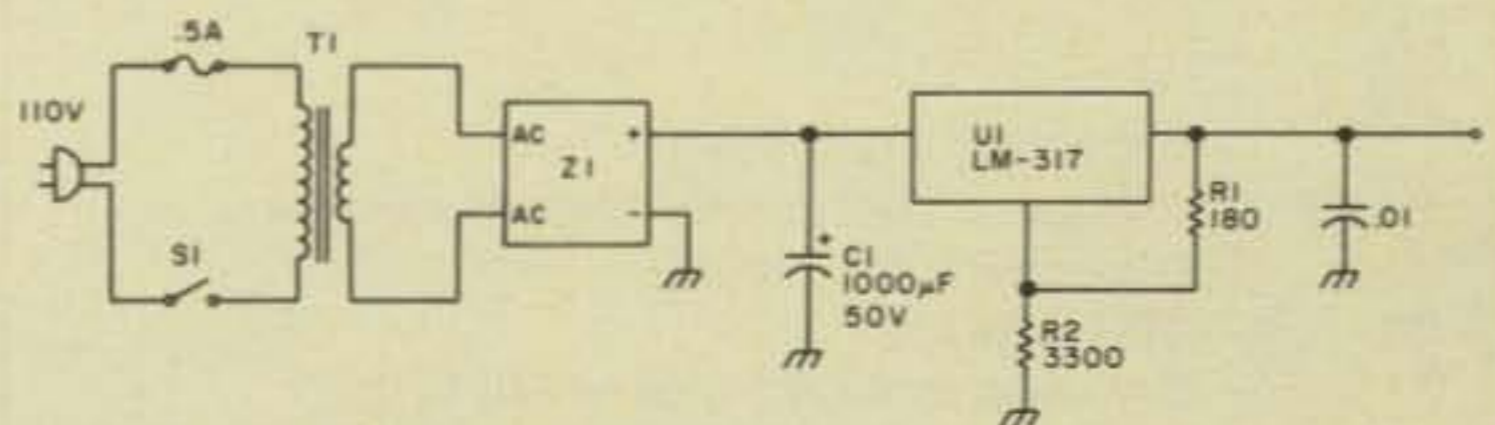 .5A
T1
110V
S1
AC
+
Z1
AC
-
+
C1
1000µF
50V
U1
LM-317
R1
180
.01
R2
3300